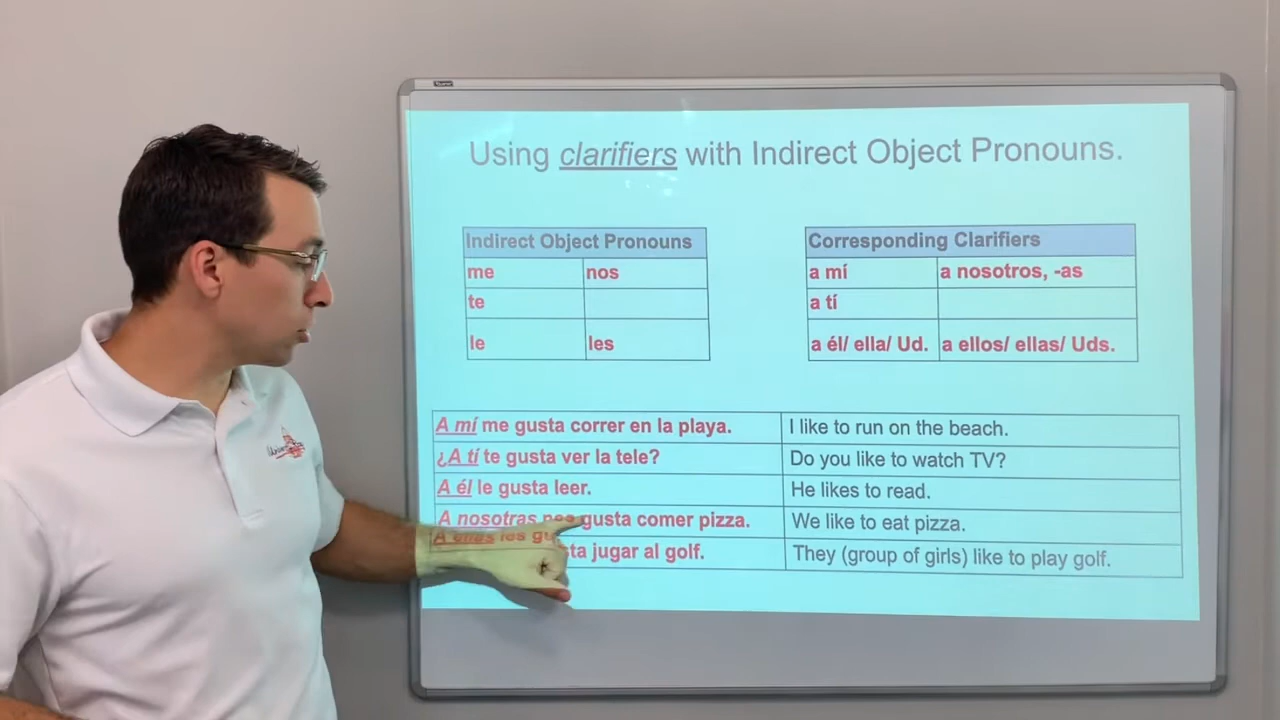 Using clarifiers with Indirect Object Pronouns.
Indirect Object Pronouns
me nos
te
le les
Corresponding Clarifiers
a mí a nosotros, -as
a tí
a él/ ella/ Ud. a ellos/ ellas/ Uds.
A mí me gusta correr en la playa. I like to run on the beach.
¿A tí te gusta ver la tele? Do you like to watch TV?
A él le gusta leer. He likes to read.
A nosotras nos gusta comer pizza. We like to eat pizza.
A ellas les jugar al golf. They (group of girls) like to play golf.